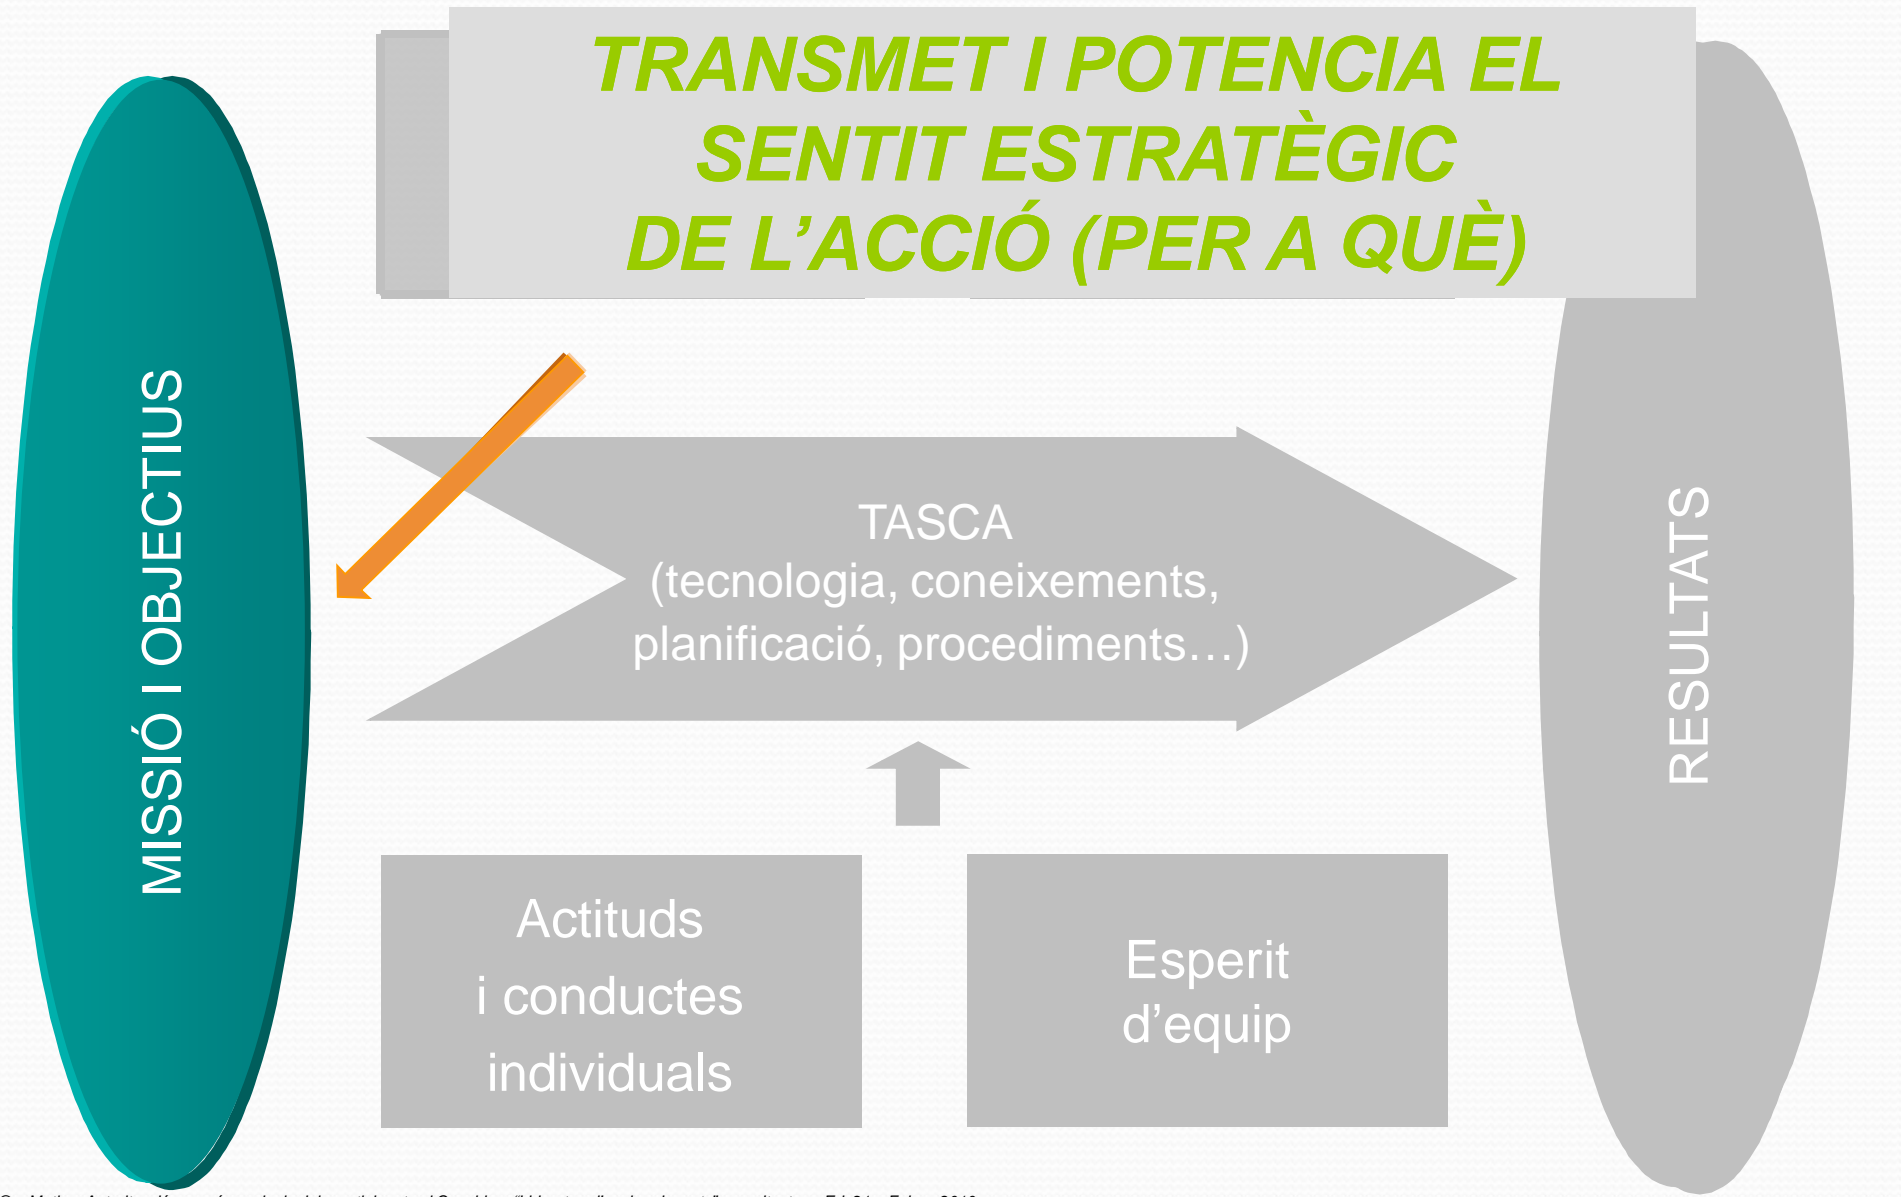 TRANSMET I POTENCIA EL
SENTIT ESTRATÈGIC
DE L’ACCIÓ (PER A QUÈ)
MISSIÓ I OBJECTIUS
TASCA
(tecnologia, coneixements,
planificació, procediments…)
RESULTATS
Actituds
i conductes
individuals
Esperit
d’equip